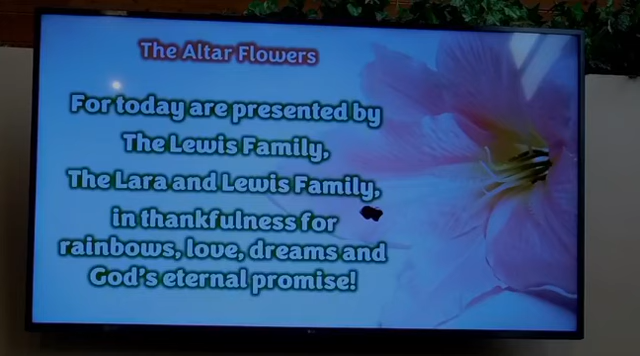 The Altar Flowers
For today are presented by
The Lewis Family,
The Lara and Lewis Family,
in thankfulness for
rainbows, love, dreams and
God's eternal promise!